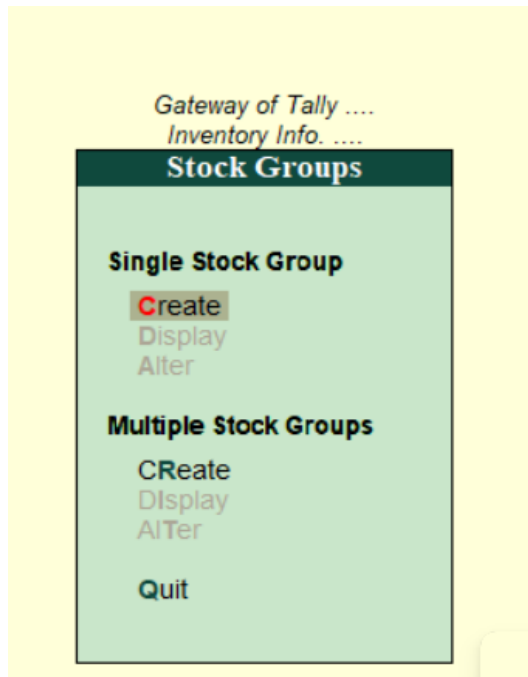 Gateway of Tally ....
Inventory Info. ....
Stock Groups
Single Stock Group
Create
Display
Alter
Multiple Stock Groups
CReate
DIsplay
AlTer
Quit